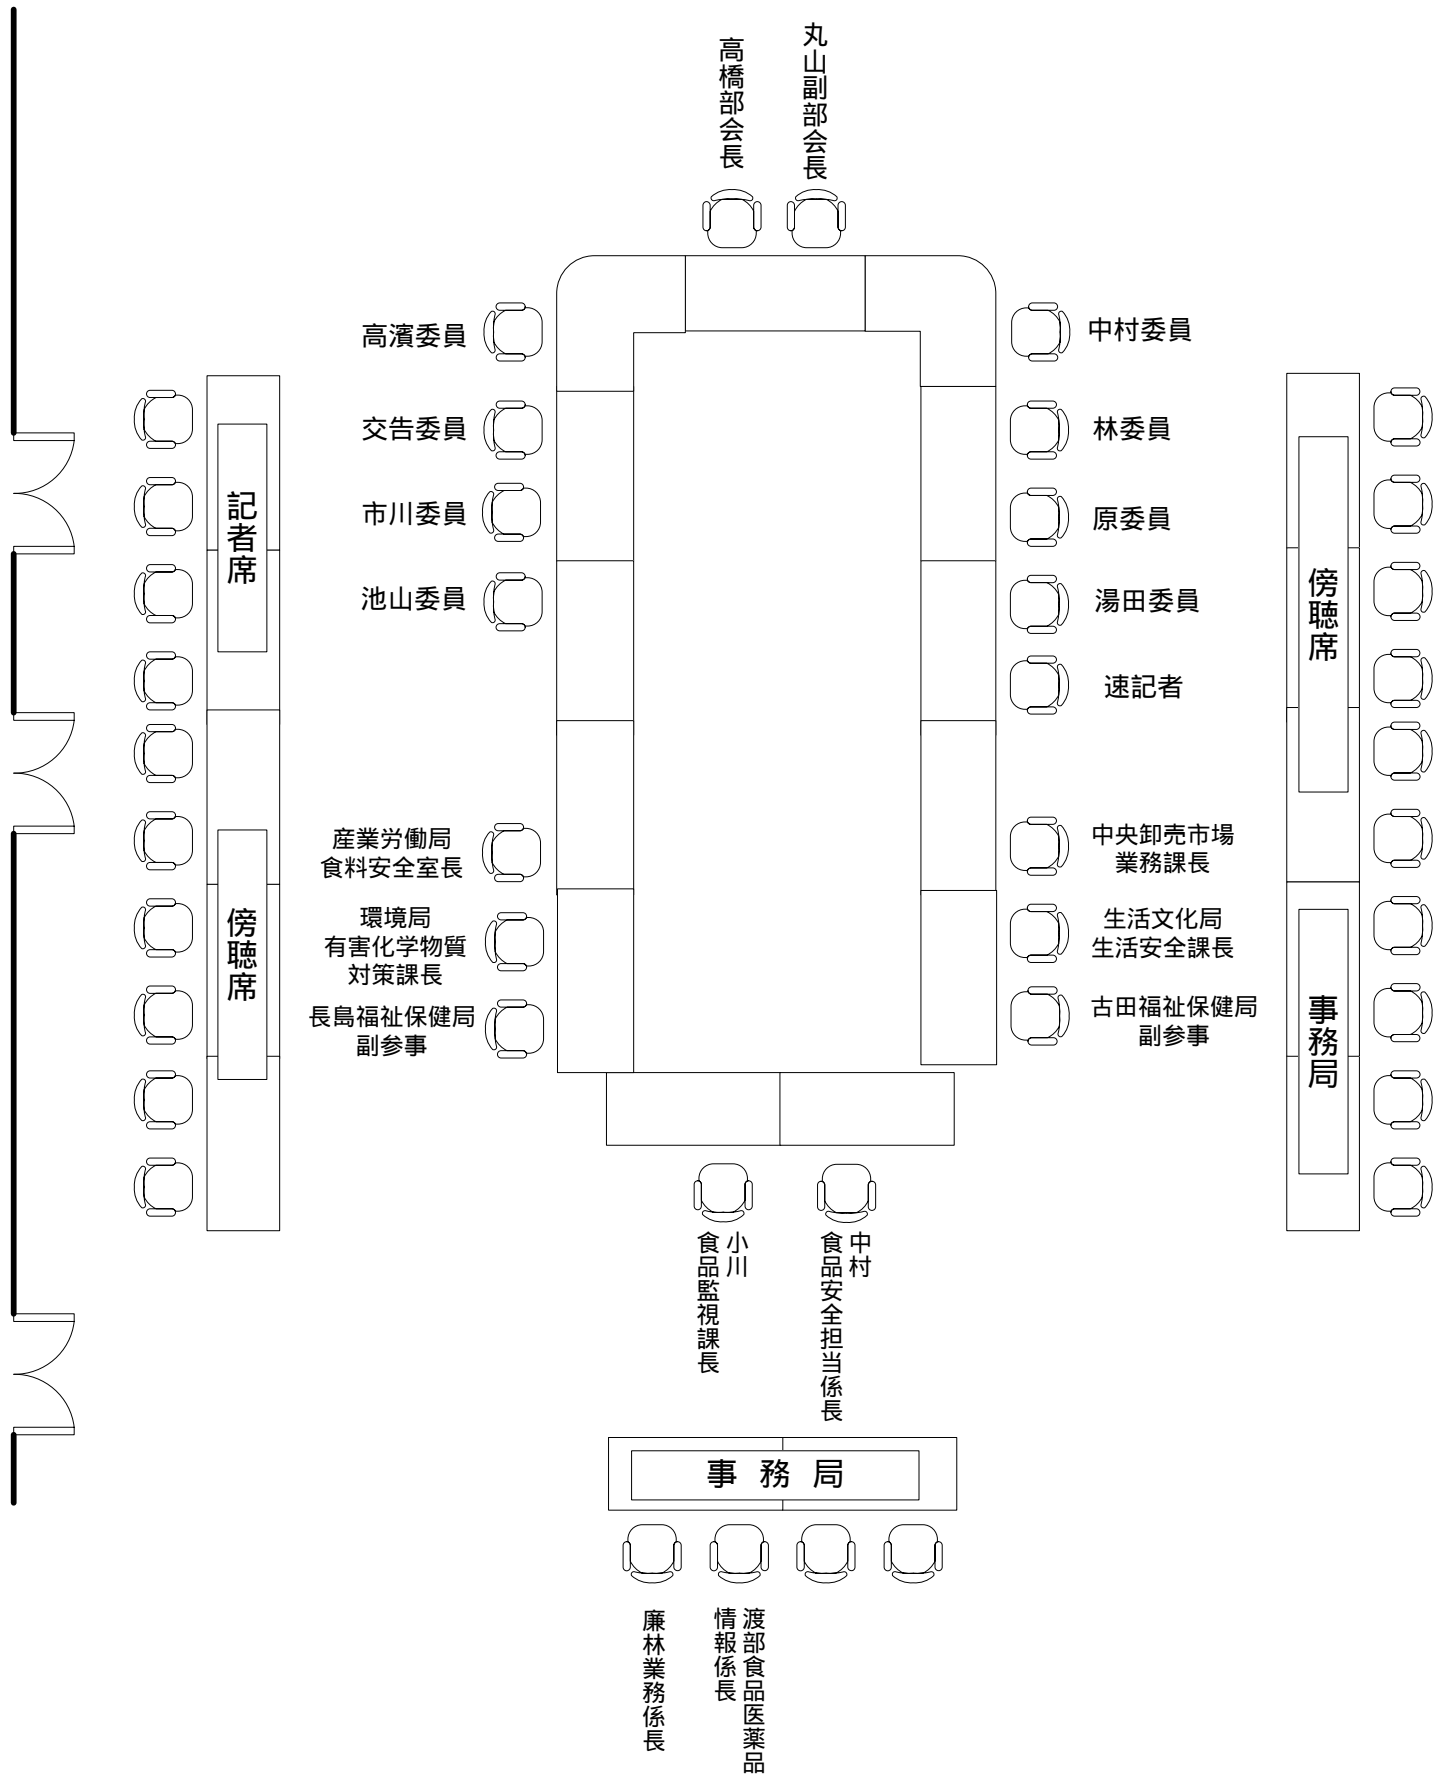 高橋部会長
丸山副部会長
高濱委員
交告委員
市川委員
池山委員
中村委員
林委員
原委員
湯田委員
速記者
記者席
傍聴席
傍聴席
事務局
産業労働局
食料安全室長
環境局
有害化学物質
対策課長
長島福祉保健局
副参事
中央卸売市場
業務課長
生活文化局
生活安全課長
古田福祉保健局
副参事
小川
食品監視課長
中村
食品安全担当係長
事務局
廉林業務係長
渡部食品医薬品
情報係長